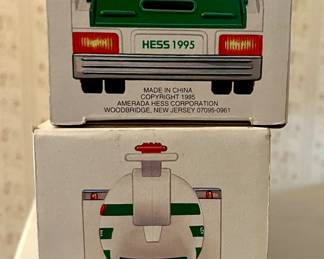 HESS 1995
MADE IN CHINA
COPYRIGHT 1995
AMERADA HESS CORPORATION
WOODBRIDGE, NEW JERSEY 07095-0961
E
S